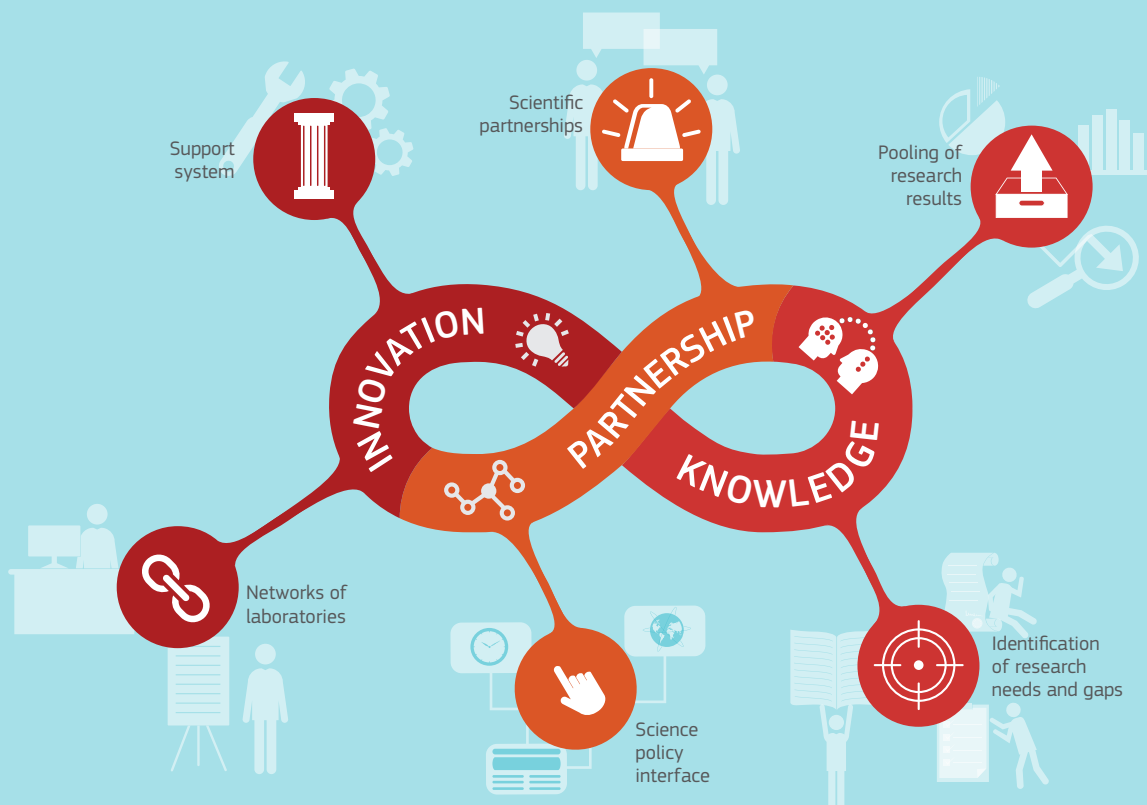 Support
system
Scientific
partnerships
Pooling of
research
results
INNOVATION
PARTNERSHIP
KNOWLEDGE
Networks of
laboratories
Science
policy
interface
Identification
of research
needs and gaps